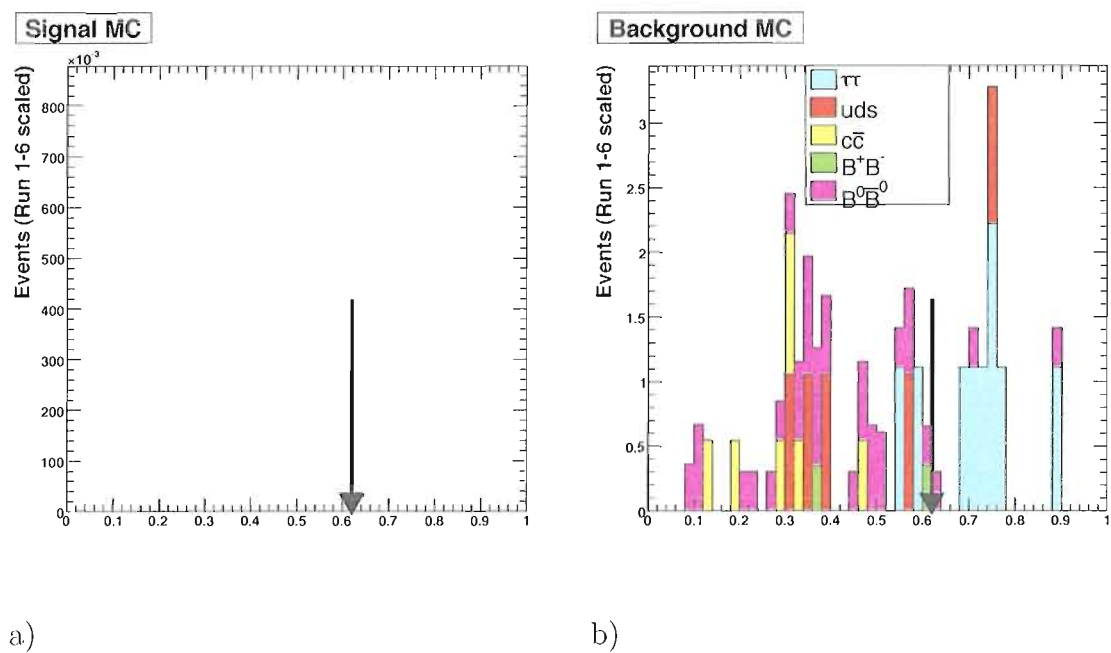 Signal MC
×10⁻³
Events (Run 1-6 scaled)
800
700
600
500
400
300
200
100
0
0 0.1 0.2 0.3 0.4 0.5 0.6 0.7 0.8 0.9 1
a)
Background MC
Events (Run 1-6 scaled)
ττ
uds
cc̅
B⁺B⁻
B⁰B̅⁰
3
2.5
2
1.5
1
0.5
0
0 0.1 0.2 0.3 0.4 0.5 0.6 0.7 0.8 0.9 1
b)